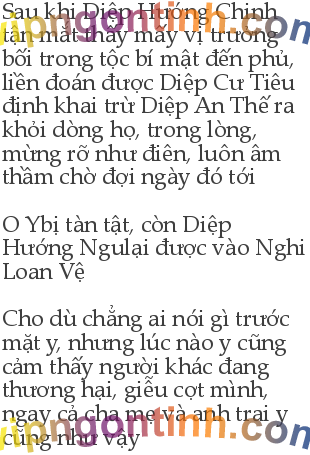 Sau khi Diệp Hướng Chinh
tận mắt thấy mấy vị trưởng
bối trong tộc bí mật đến phủ,
liền đoán được Diệp Cư Tiêu
định khai trừ Diệp An Thế ra
khỏi dòng họ, trong lòng,
mừng rõ như điên, luôn âm
thầm chờ đợi ngày đó tới
O Ybị tàn tật, còn Diệp
Hướng Ngulại được vào Nghi
Loan Vệ
Cho dù chẳng ai nói gì trước
mặt y, nhưng lúc nào y cũng
cảm thấy người khác đang
thương hại, giễu cợt mình,
ngay cả cha mẹ và anh trai y
cũng như vậy
vipngontinh.com
vipngontinh.com